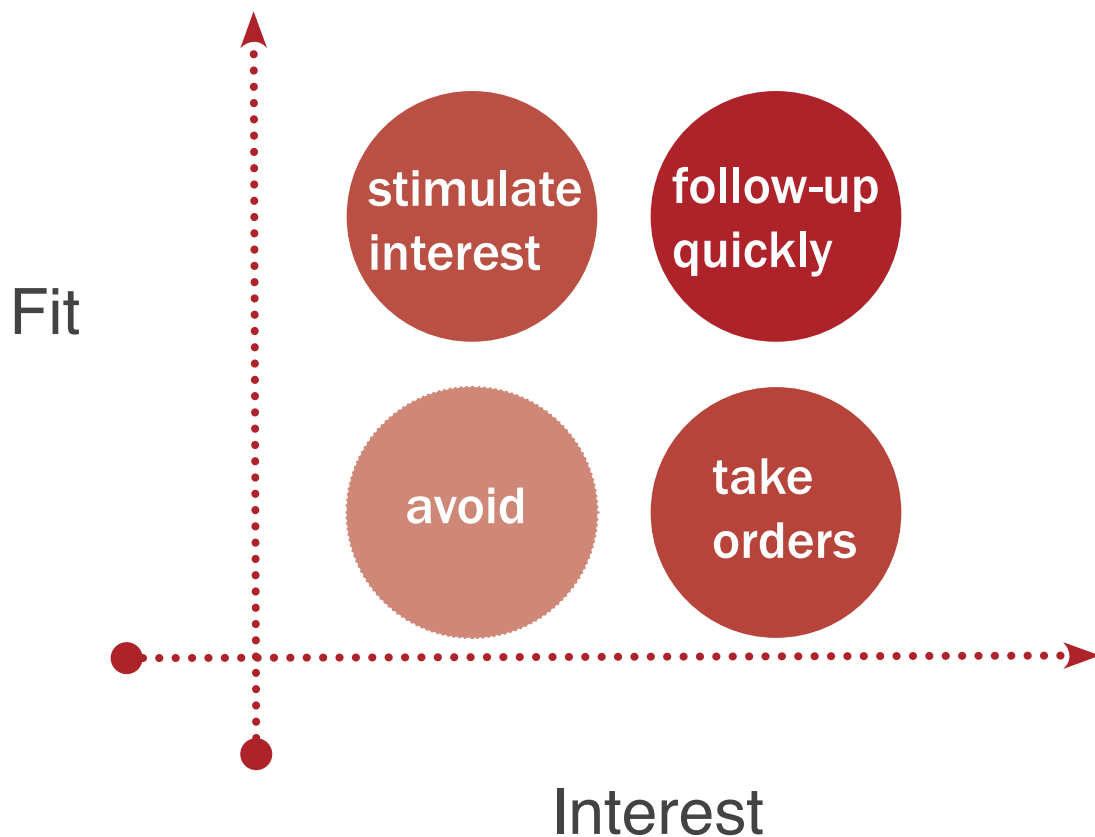 stimulate
interest
follow-up
quickly
Fit
avoid
take
orders
Interest